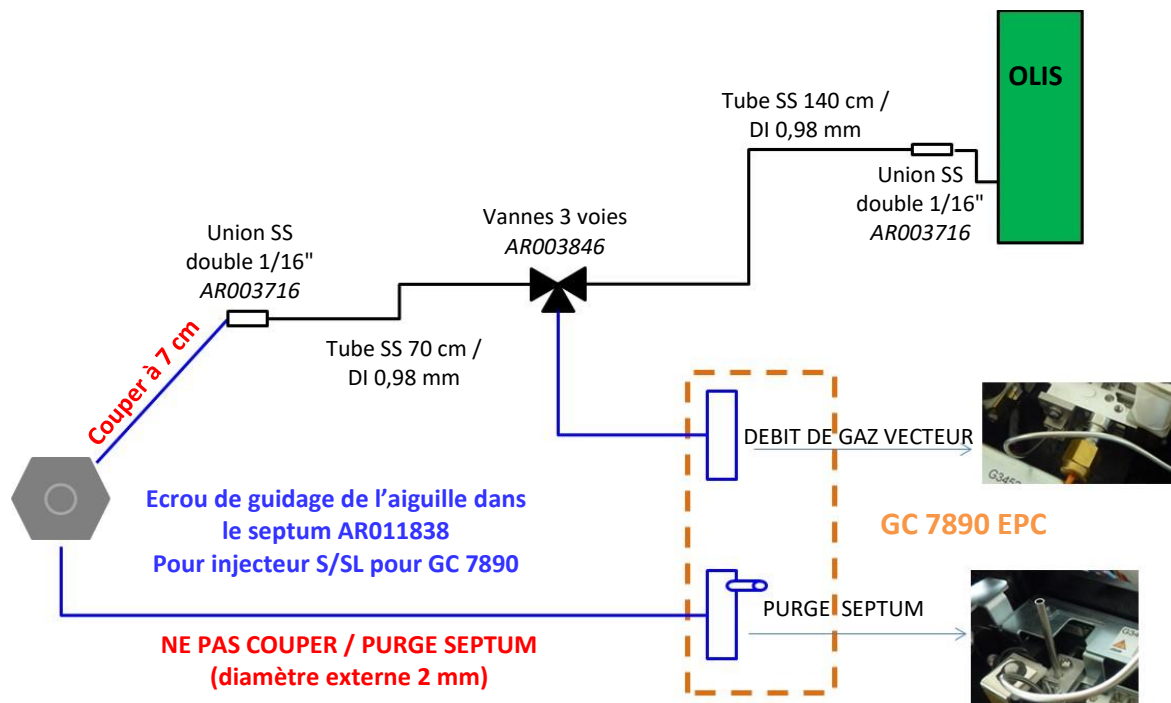 OLIS
Tube SS 140 cm /
DI 0,98 mm
Union SS
double 1/16"
AR003716
Vannes 3 voies
AR003846
Union SS
double 1/16"
AR003716
Couper à 7 cm
Tube SS 70 cm /
DI 0,98 mm
DEBIT DE GAZ VECTEUR
Ecrou de guidage de l’aiguille dans
le septum AR011838
Pour injecteur S/SL pour GC 7890
GC 7890 EPC
PURGE SEPTUM
NE PAS COUPER / PURGE SEPTUM
(diamètre externe 2 mm)